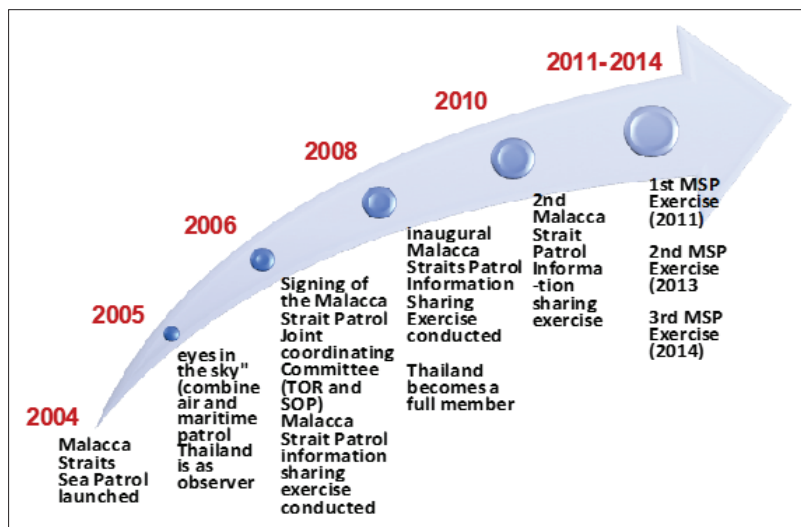 2004
Malacca
Straits
Sea Patrol
launched
2005
eyes in
the sky"
(combine
air and
maritime
patrol
Thailand
is as
observer
2006
Signing of
the Malacca
Strait Patrol
Joint
coordinating
Committee
(TOR and
SOP)
Malacca
Strait Patrol
information
sharing
exercise
conducted
2008
inaugural
Malacca
Straits Patrol
Information
Sharing
Exercise
conducted
Thailand
becomes a
full member
2010
2nd
Malacca
Strait
Patrol
Informa
-tion
sharing
exercise
2011-2014
1st MSP
Exercise
(2011)
2nd MSP
Exercise
(2013
3rd MSP
Exercise
(2014)